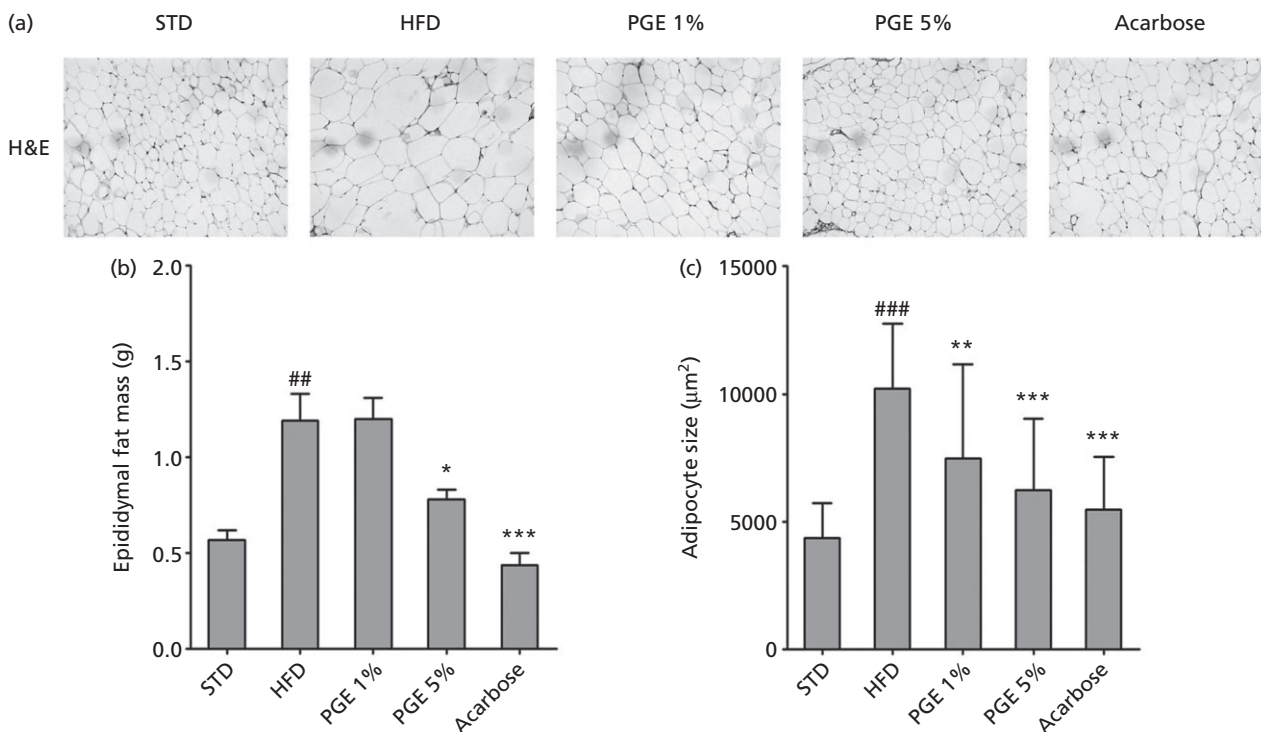 (a) STD HFD PGE 1% PGE 5% Acarbose
H&E
(b)
Epididymal fat mass (g)
2.0
1.5
1.0
0.5
0.0
##
*
***
STD HFD PGE 1% PGE 5% Acarbose
(c)
Adipocyte size (µm²)
15000
10000
5000
0
###
**
***
***
STD HFD PGE 1% PGE 5% Acarbose